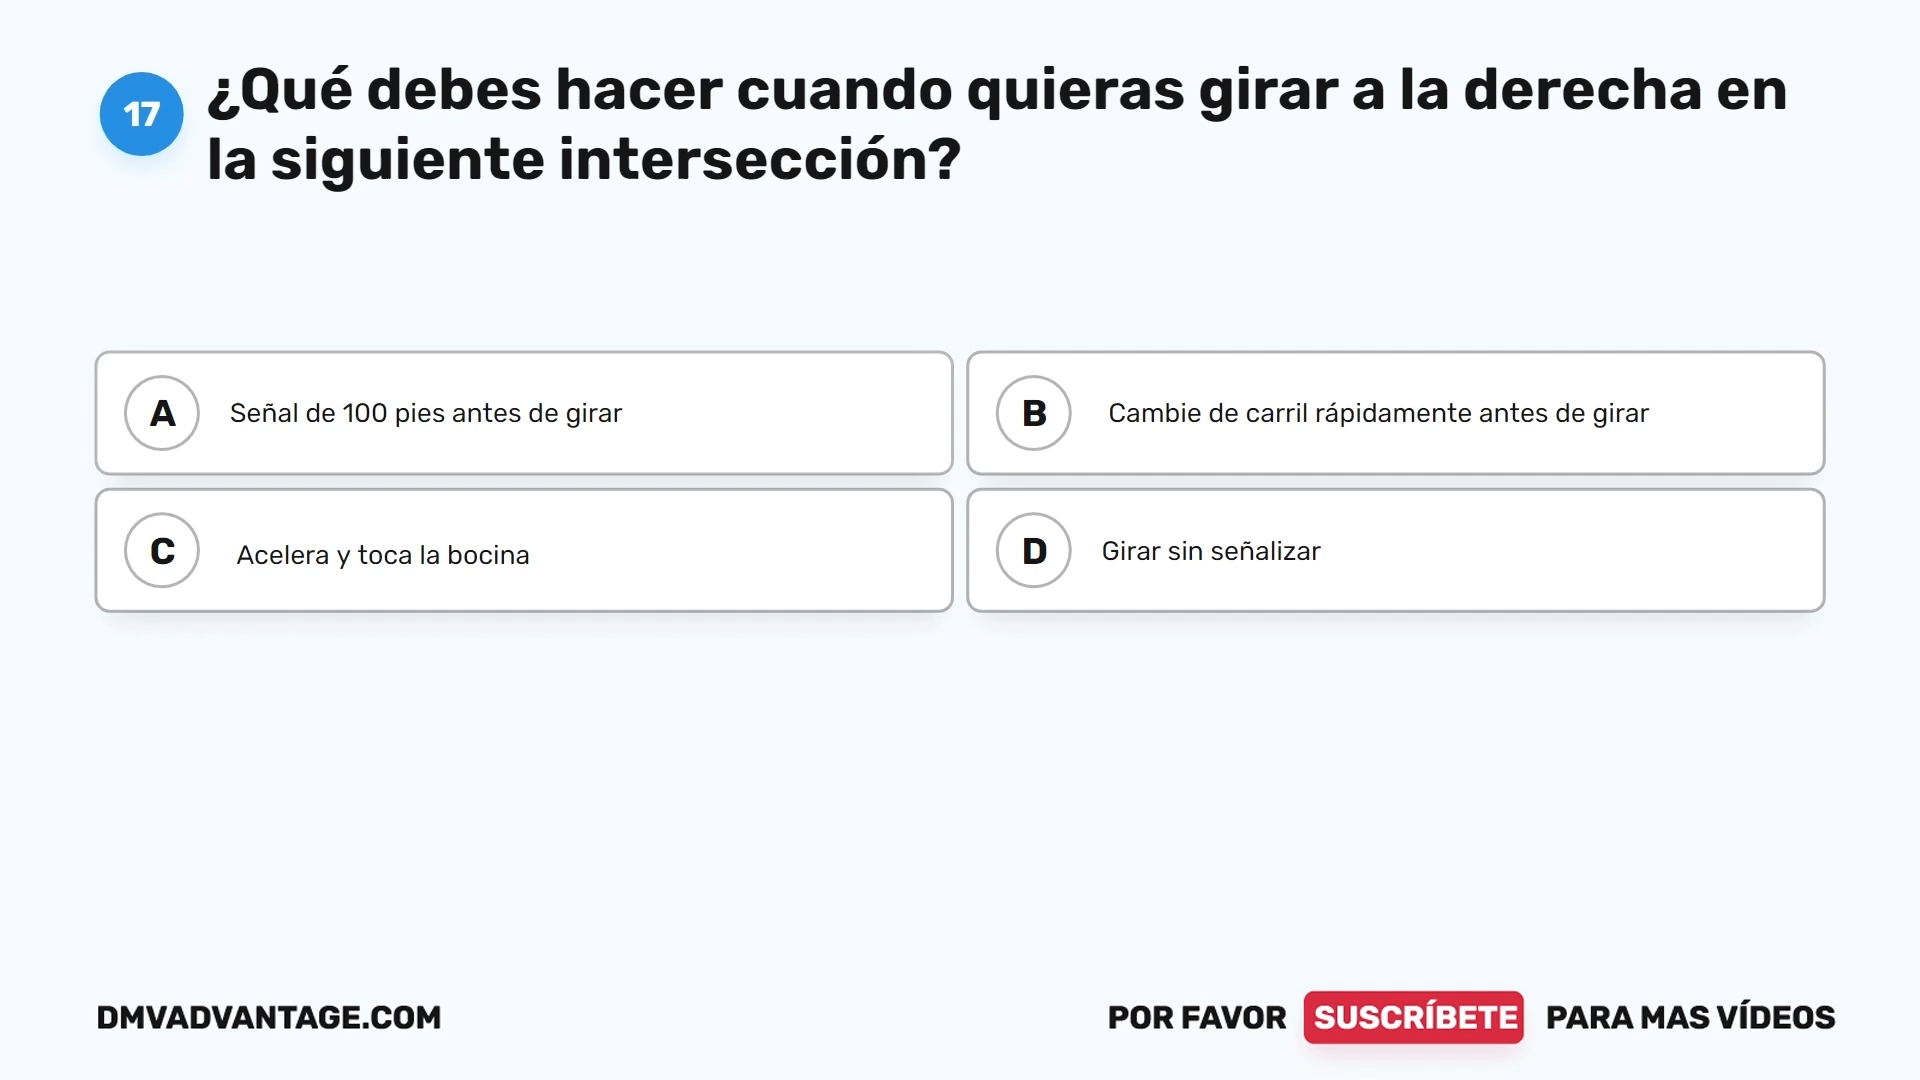 17
¿Qué debes hacer cuando quieras girar a la derecha en
la siguiente intersección?
A Señal de 100 pies antes de girar
B Cambie de carril rápidamente antes de girar
C Acelera y toca la bocina
D Girar sin señalizar
DMVADVANTAGE.COM
POR FAVOR SUSCRÍBETE PARA MAS VÍDEOS